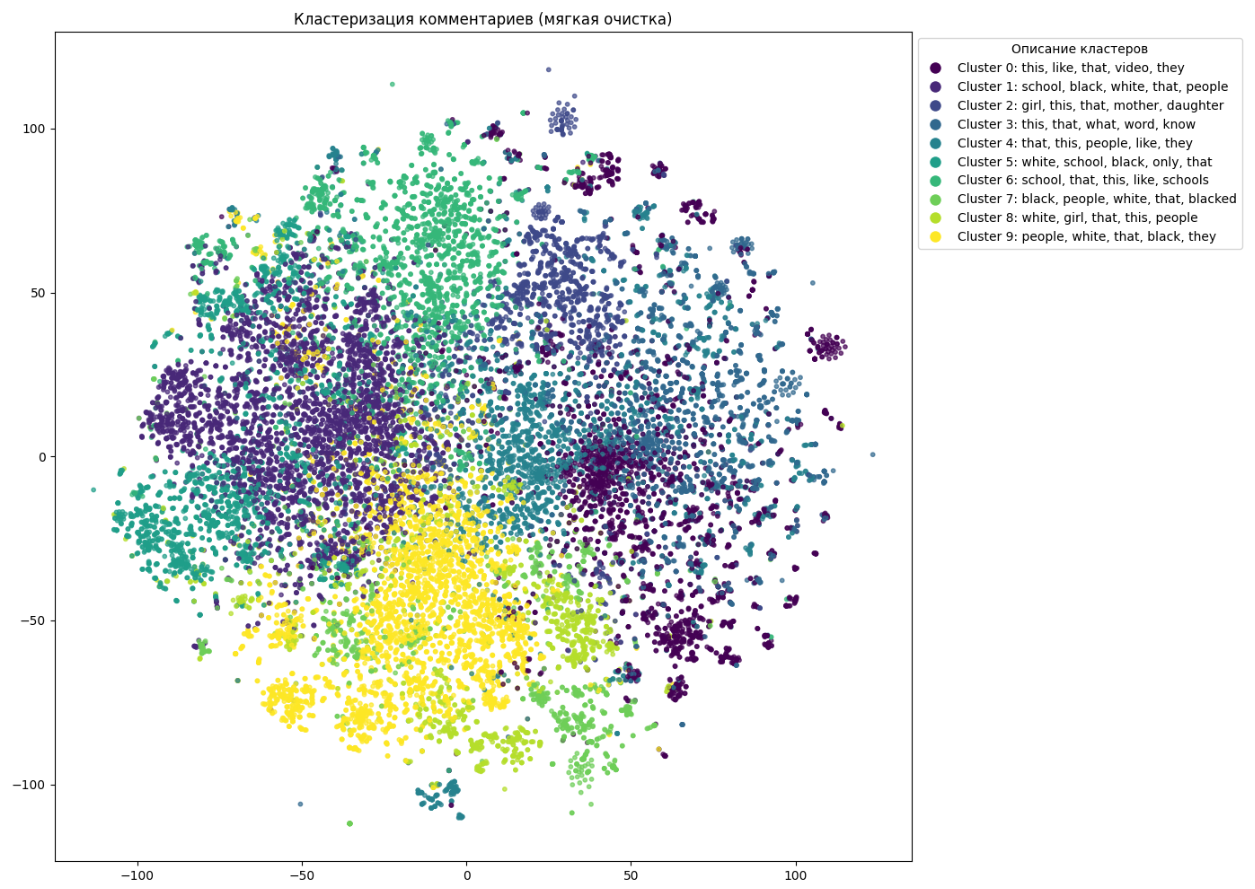 Кластеризация комментариев (мягкая очистка)
Описание кластеров
Cluster 0: this, like, that, video, they
Cluster 1: school, black, white, that, people
Cluster 2: girl, this, that, mother, daughter
Cluster 3: this, that, what, word, know
Cluster 4: that, this, people, like, they
Cluster 5: white, school, black, only, that
Cluster 6: school, that, this, like, schools
Cluster 7: black, people, white, that, blacked
Cluster 8: white, girl, that, this, people
Cluster 9: people, white, that, black, they
100
50
0
−50
−100
−100
−50
0
50
100